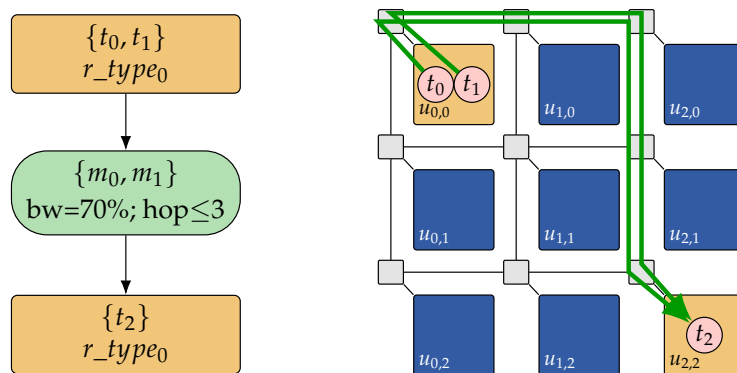 {t₀, t₁}
r_type₀
{m₀, m₁}
bw=70%; hop≤3
{t₂}
r_type₀
t₀ t₁
u₀,₀ u₁,₀ u₂,₀
u₀,₁ u₁,₁ u₂,₁
t₂
u₀,₂ u₁,₂ u₂,₂